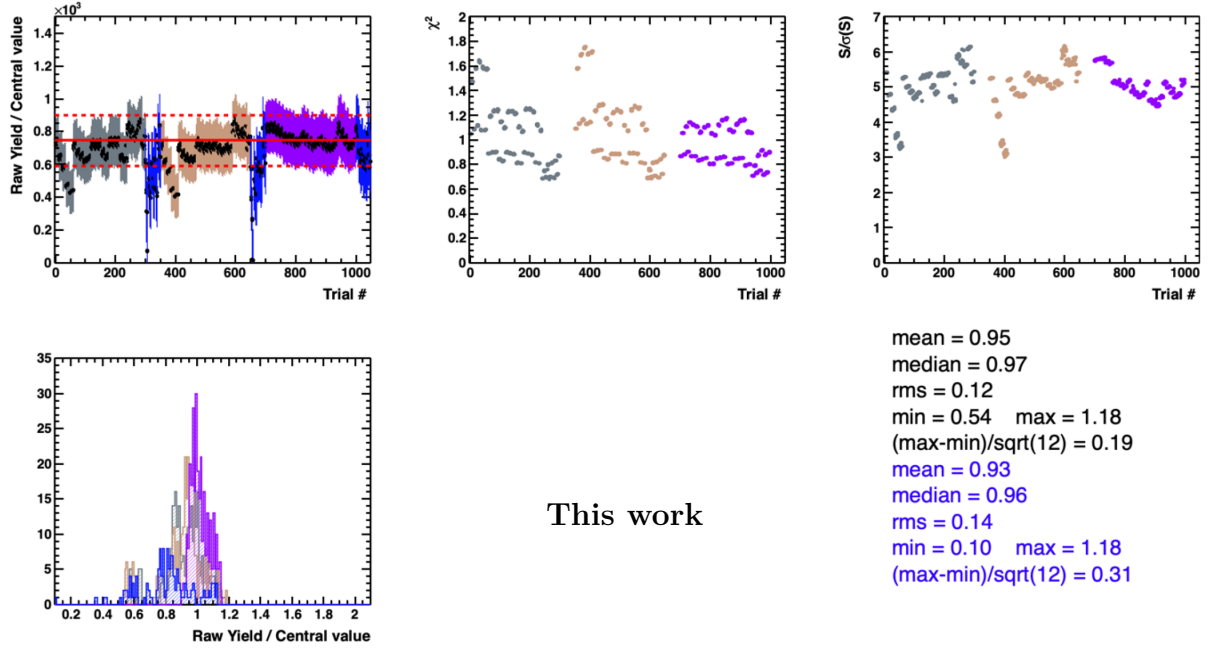 ×10³
Raw Yield / Central value
1.4
1.2
1
0.8
0.6
0.4
0.2
0
0 200 400 600 800 1000
Trial #
χ²
2
1.8
1.6
1.4
1.2
1
0.8
0.6
0.4
0.2
0
0 200 400 600 800 1000
Trial #
S/σ(S)
7
6
5
4
3
2
1
0
0 200 400 600 800 1000
Trial #
35
30
25
20
15
10
5
0
0.2 0.4 0.6 0.8 1 1.2 1.4 1.6 1.8 2
Raw Yield / Central value
This work
mean = 0.95
median = 0.97
rms = 0.12
min = 0.54 max = 1.18
(max-min)/sqrt(12) = 0.19
mean = 0.93
median = 0.96
rms = 0.14
min = 0.10 max = 1.18
(max-min)/sqrt(12) = 0.31